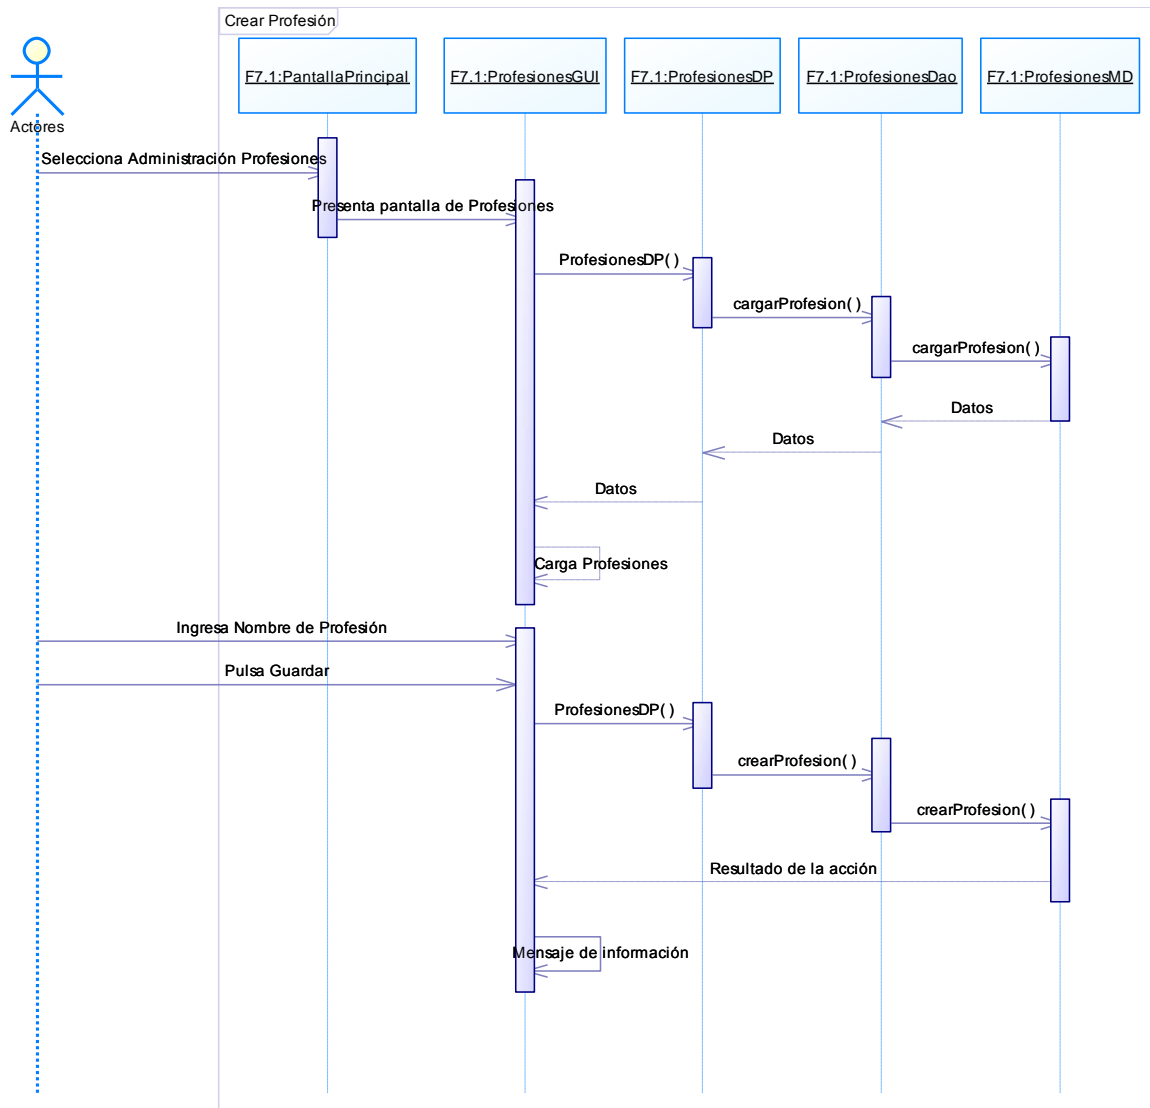 Crear Profesión
F7.1:PantallaPrincipal
F7.1:ProfesionesGUI
F7.1:ProfesionesDP
F7.1:ProfesionesDao
F7.1:ProfesionesMD
Actores
Selecciona Administración Profesiones
Presenta pantalla de Profesiones
ProfesionesDP( )
cargarProfesion( )
cargarProfesion( )
Datos
Datos
Datos
Carga Profesiones
Ingresa Nombre de Profesión
Pulsa Guardar
ProfesionesDP( )
crearProfesion( )
crearProfesion( )
Resultado de la acción
Mensaje de información